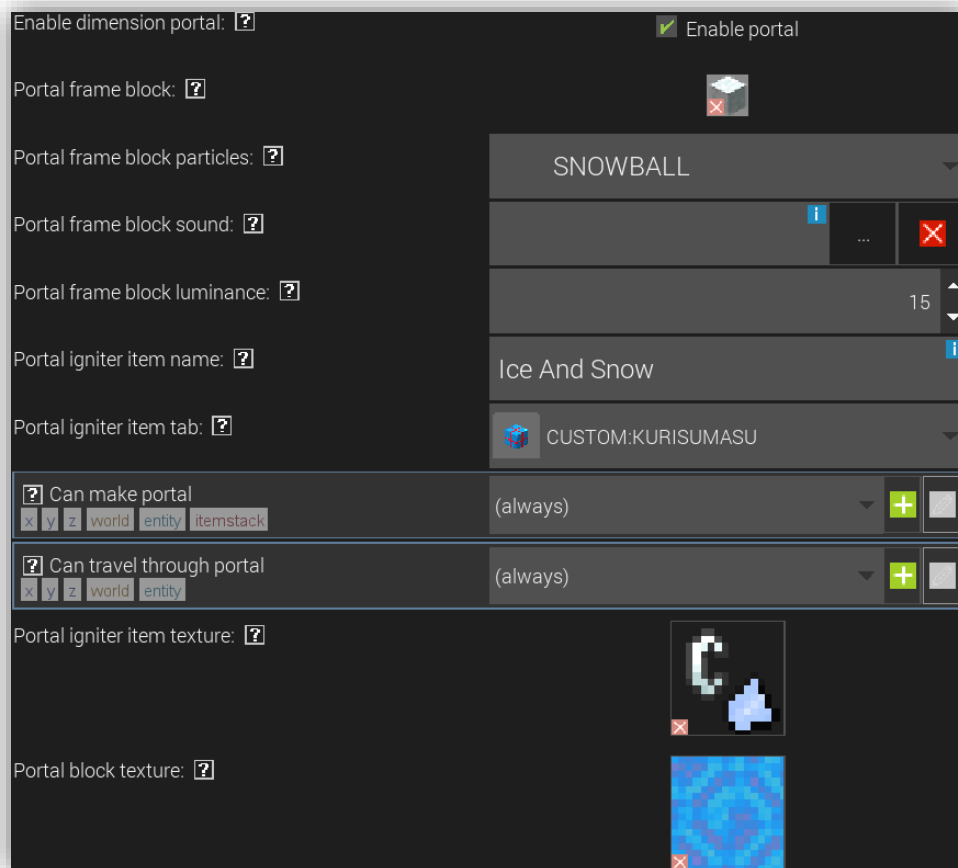 Enable dimension portal: ?
Enable portal
Portal frame block: ?
Portal frame block particles: ?
SNOWBALL
Portal frame block sound: ?
i
...
Portal frame block luminance: ?
15
Portal igniter item name: ?
Ice And Snow
i
Portal igniter item tab: ?
CUSTOM:KURISUMASU
? Can make portal
x y z world entity itemstack
(always)
? Can travel through portal
x y z world entity
(always)
Portal igniter item texture: ?
Portal block texture: ?